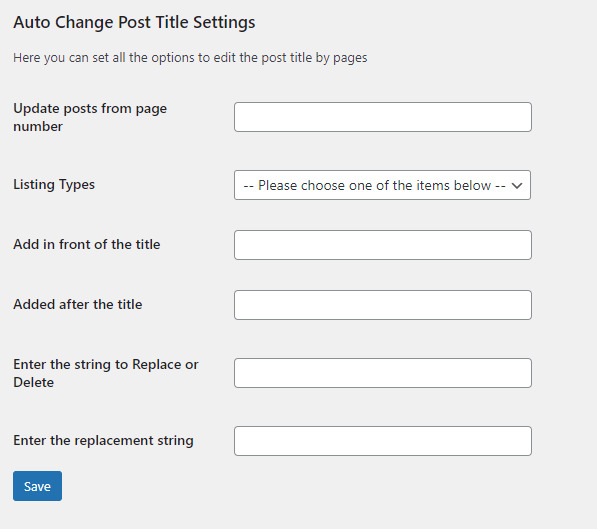 Auto Change Post Title Settings
Here you can set all the options to edit the post title by pages
Update posts from page
number
Listing Types
-- Please choose one of the items below --
Add in front of the title
Added after the title
Enter the string to Replace or
Delete
Enter the replacement string
Save